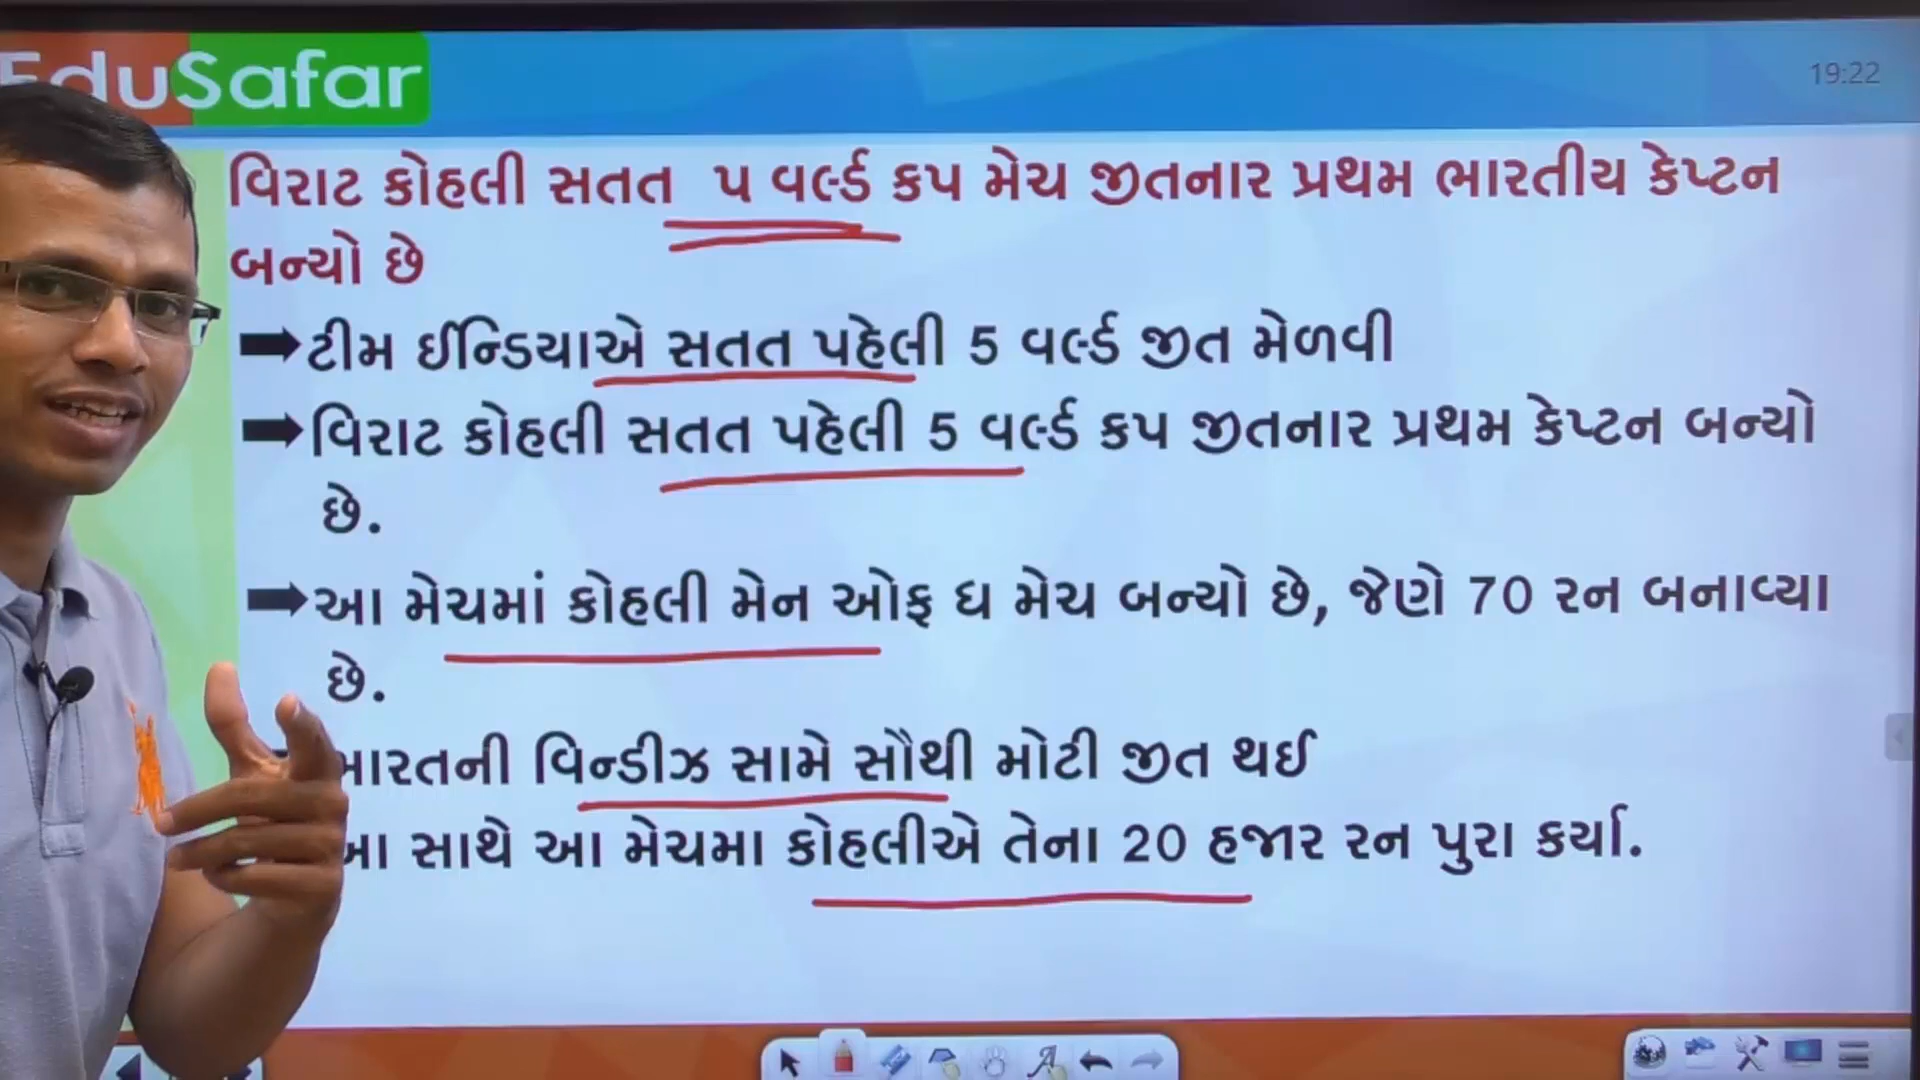 EduSafar
19:22
વિરાટ કોહલી સતત ૫ વર્લ્ડ કપ મેચ જીતનાર પ્રથમ ભારતીય કેપ્ટન
બન્યો છે
ટીમ ઈન્ડિયાએ સતત પહેલી 5 વર્લ્ડ જીત મેળવી
વિરાટ કોહલી સતત પહેલી 5 વર્લ્ડ કપ જીતનાર પ્રથમ કેપ્ટન બન્યો
છે.
આ મેચમાં કોહલી મેન ઓફ ધ મેચ બન્યો છે, જેણે 70 રન બનાવ્યા
છે.
ભારતની વિન્ડીઝ સામે સૌથી મોટી જીત થઈ
આ સાથે આ મેચમા કોહલીએ તેના 20 હજાર રન પુરા કર્યા.